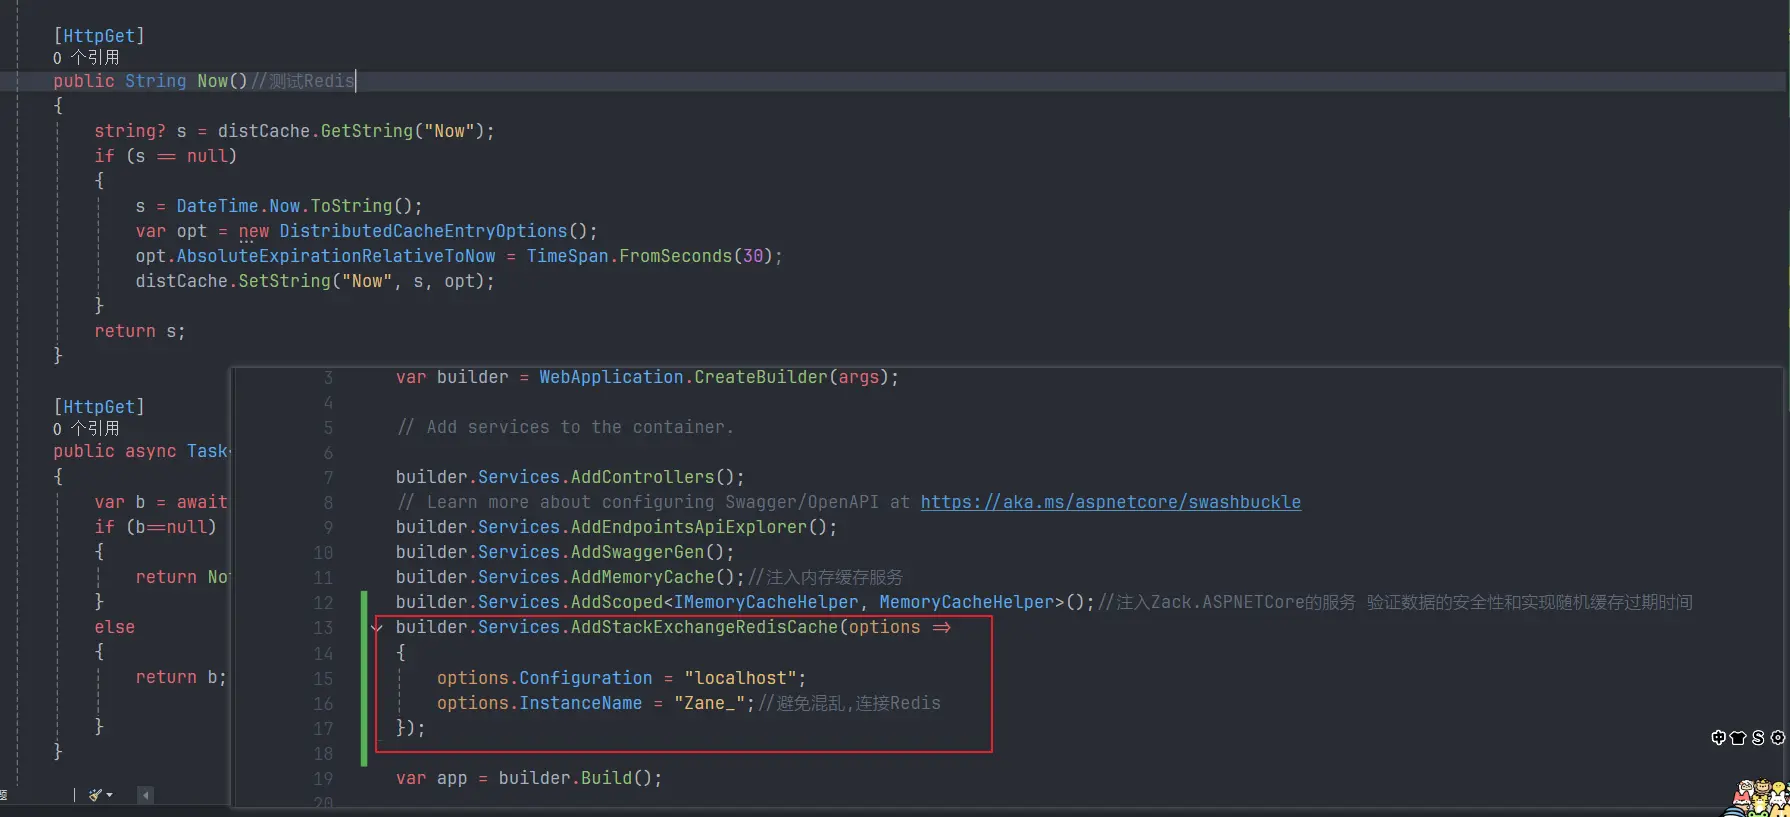 [HttpGet]
0 个引用
public String Now()//测试Redis
{
string? s = distCache.GetString("Now");
if (s == null)
{
s = DateTime.Now.ToString();
var opt = new DistributedCacheEntryOptions();
opt.AbsoluteExpirationRelativeToNow = TimeSpan.FromSeconds(30);
distCache.SetString("Now", s, opt);
}
return s;
}
[HttpGet]
0 个引用
public async Task<
{
var b = await
if (b==null)
{
return No
}
else
{
return b;
}
}
3 var builder = WebApplication.CreateBuilder(args);
4
5 // Add services to the container.
6
7 builder.Services.AddControllers();
8 // Learn more about configuring Swagger/OpenAPI at https://aka.ms/aspnetcore/swashbuckle
9 builder.Services.AddEndpointsApiExplorer();
10 builder.Services.AddSwaggerGen();
11 builder.Services.AddMemoryCache();//注入内存缓存服务
12 builder.Services.AddScoped<IMemoryCacheHelper, MemoryCacheHelper>();//注入Zack.ASPNETCore的服务 验证数据的安全性和实现随机缓存过期时间
13 builder.Services.AddStackExchangeRedisCache(options =>
14 {
15 options.Configuration = "localhost";
16 options.InstanceName = "Zane_";//避免混乱,连接Redis
17 });
18
19 var app = builder.Build();
20
中 S